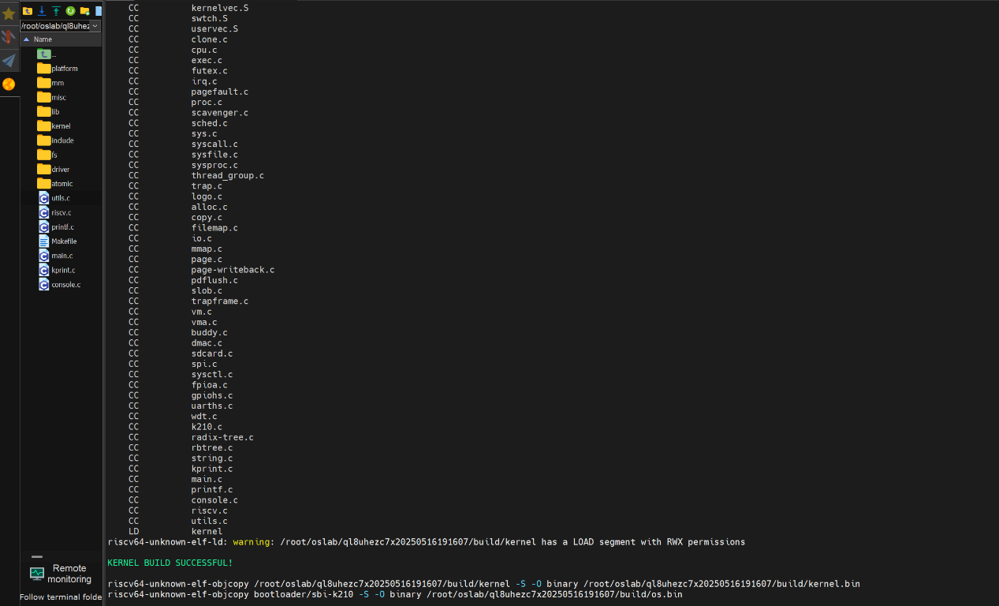 /root/oslab/ql8uhez
Name
..
platform
mm
misc
lib
kernel
include
fs
driver
atomic
utils.c
riscv.c
printf.c
Makefile
main.c
kprint.c
console.c
Remote
monitoring
Follow terminal folde
CC kernelvec.S
CC swtch.S
CC uservec.S
CC clone.c
CC cpu.c
CC exec.c
CC futex.c
CC irq.c
CC pagefault.c
CC proc.c
CC scavenger.c
CC sched.c
CC sys.c
CC syscall.c
CC sysfile.c
CC sysproc.c
CC thread_group.c
CC trap.c
CC logo.c
CC alloc.c
CC copy.c
CC filemap.c
CC io.c
CC mmap.c
CC page.c
CC page-writeback.c
CC pdflush.c
CC slob.c
CC trapframe.c
CC vm.c
CC vma.c
CC buddy.c
CC dmac.c
CC sdcard.c
CC spi.c
CC sysctl.c
CC fpioa.c
CC gpiohs.c
CC uarths.c
CC wdt.c
CC k210.c
CC radix-tree.c
CC rbtree.c
CC string.c
CC kprint.c
CC main.c
CC printf.c
CC console.c
CC riscv.c
CC utils.c
LD kernel
riscv64-unknown-elf-ld: warning: /root/oslab/ql8uhezc7x20250516191607/build/kernel has a LOAD segment with RWX permissions
KERNEL BUILD SUCCESSFUL!
riscv64-unknown-elf-objcopy /root/oslab/ql8uhezc7x20250516191607/build/kernel -S -O binary /root/oslab/ql8uhezc7x20250516191607/build/kernel.bin
riscv64-unknown-elf-objcopy bootloader/sbi-k210 -S -O binary /root/oslab/ql8uhezc7x20250516191607/build/os.bin